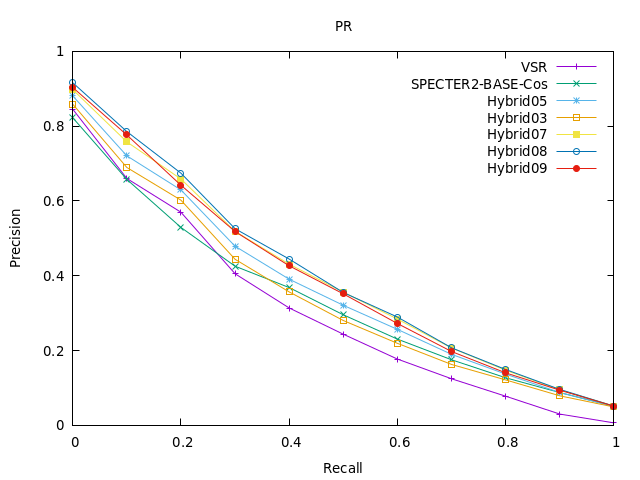 PR
1
0.8
0.6
0.4
0.2
0
0 0.2 0.4 0.6 0.8 1
Precision
Recall
VSR
SPECTER2-BASE-Cos
Hybrid05
Hybrid03
Hybrid07
Hybrid08
Hybrid09